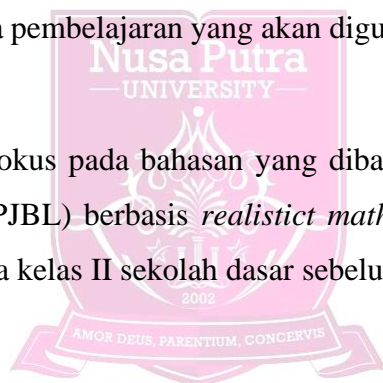 a pembelajaran yang akan digu
Nusa Putra
UNIVERSITY
okus pada bahasan yang diba
PJBL) berbasis realistict math
a kelas II sekolah dasar sebelu
2002
AMOR DEUS, PARENTIUM, CONCERVIS